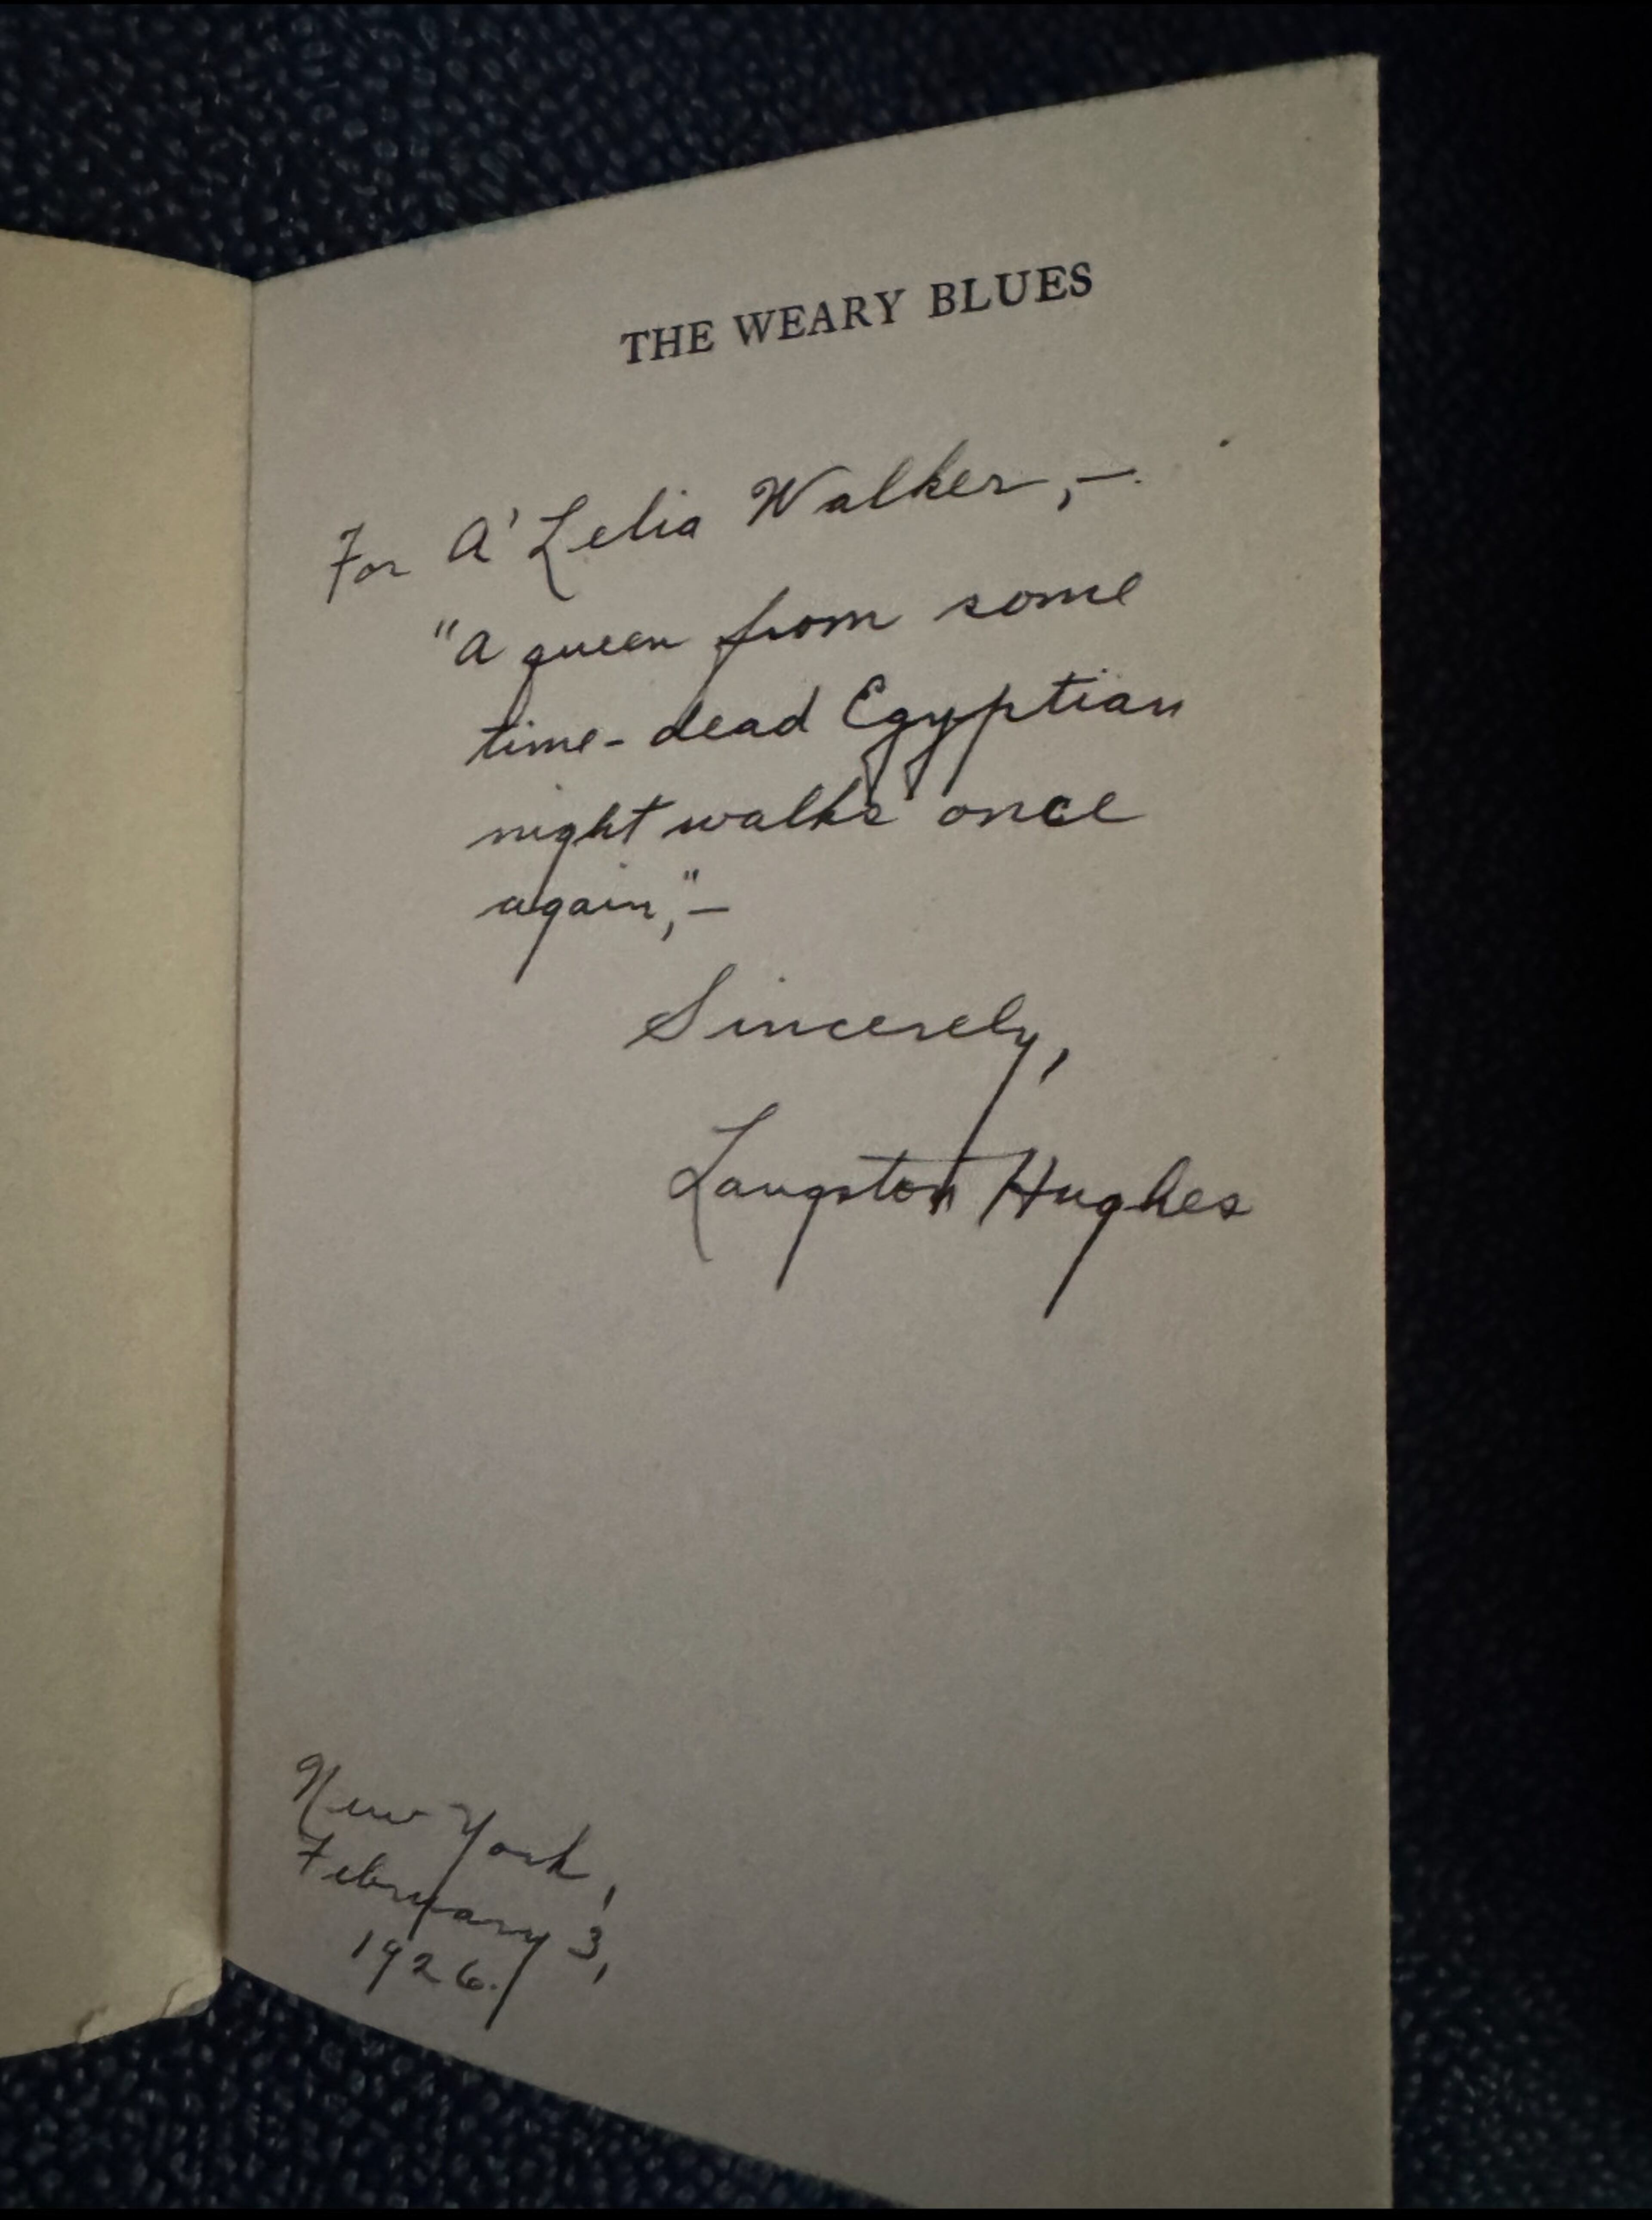 THE WEARY BLUES
For A'Lelia Walker,—
"A queen from some
time-dead Egyptian
night walks once
again,"—
Sincerely,
Langston Hughes
New York,
February 3,
1926.